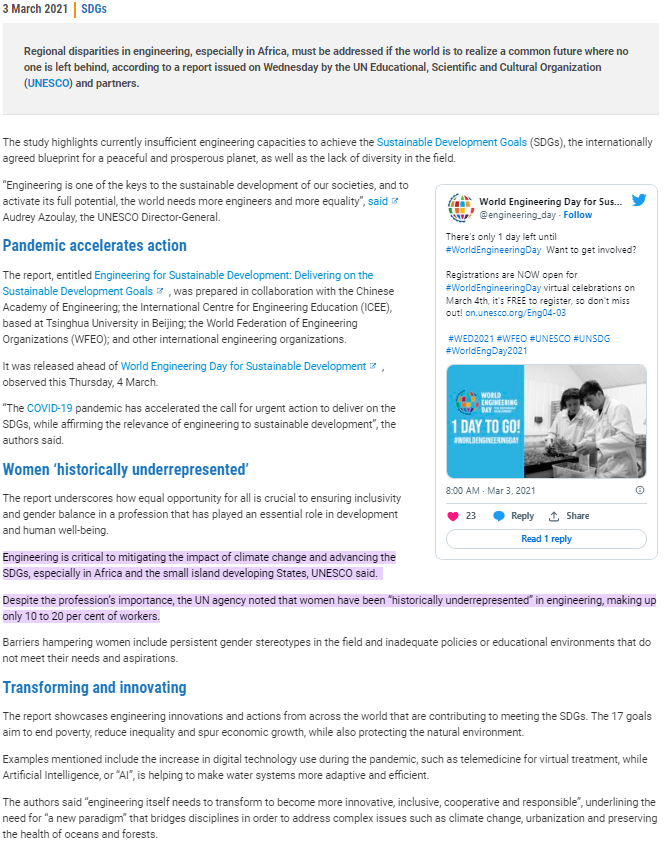 3 March 2021 | SDGs
Regional disparities in engineering, especially in Africa, must be addressed if the world is to realize a common future where no
one is left behind, according to a report issued on Wednesday by the UN Educational, Scientific and Cultural Organization
(UNESCO) and partners.
The study highlights currently insufficient engineering capacities to achieve the Sustainable Development Goals (SDGs), the internationally
agreed blueprint for a peaceful and prosperous planet, as well as the lack of diversity in the field.
“Engineering is one of the keys to the sustainable development of our societies, and to
activate its full potential, the world needs more engineers and more equality”, said
Audrey Azoulay, the UNESCO Director-General.
Pandemic accelerates action
The report, entitled Engineering for Sustainable Development: Delivering on the
Sustainable Development Goals , was prepared in collaboration with the Chinese
Academy of Engineering; the International Centre for Engineering Education (ICEE),
based at Tsinghua University in Beijing; the World Federation of Engineering
Organizations (WFEO); and other international engineering organizations.
It was released ahead of World Engineering Day for Sustainable Development ,
observed this Thursday, 4 March.
“The COVID-19 pandemic has accelerated the call for urgent action to deliver on the
SDGs, while affirming the relevance of engineering to sustainable development”, the
authors said.
Women ‘historically underrepresented’
The report underscores how equal opportunity for all is crucial to ensuring inclusivity
and gender balance in a profession that has played an essential role in development
and human well-being.
Engineering is critical to mitigating the impact of climate change and advancing the
SDGs, especially in Africa and the small island developing States, UNESCO said.
World Engineering Day for Sus...
@engineering_day · Follow
There's only 1 day left until
#WorldEngineeringDay Want to get involved?
Registrations are NOW open for
#WorldEngineeringDay virtual celebrations on
March 4th, it's FREE to register, so don't miss
out! on.unesco.org/Eng04-03
#WED2021 #WFEO #UNESCO #UNSDG
#WorldEngDay2021
WORLD
ENGINEERING
DAY
1 DAY TO GO!
#WORLDENGINEERINGDAY
8:00 AM · Mar 3, 2021
23 Reply Share
Read 1 reply
Despite the profession’s importance, the UN agency noted that women have been “historically underrepresented” in engineering, making up
only 10 to 20 per cent of workers.
Barriers hampering women include persistent gender stereotypes in the field and inadequate policies or educational environments that do
not meet their needs and aspirations.
Transforming and innovating
The report showcases engineering innovations and actions from across the world that are contributing to meeting the SDGs. The 17 goals
aim to end poverty, reduce inequality and spur economic growth, while also protecting the natural environment.
Examples mentioned include the increase in digital technology use during the pandemic, such as telemedicine for virtual treatment, while
Artificial Intelligence, or “AI”, is helping to make water systems more adaptive and efficient.
The authors said “engineering itself needs to transform to become more innovative, inclusive, cooperative and responsible”, underlining the
need for “a new paradigm” that bridges disciplines in order to address complex issues such as climate change, urbanization and preserving
the health of oceans and forests.